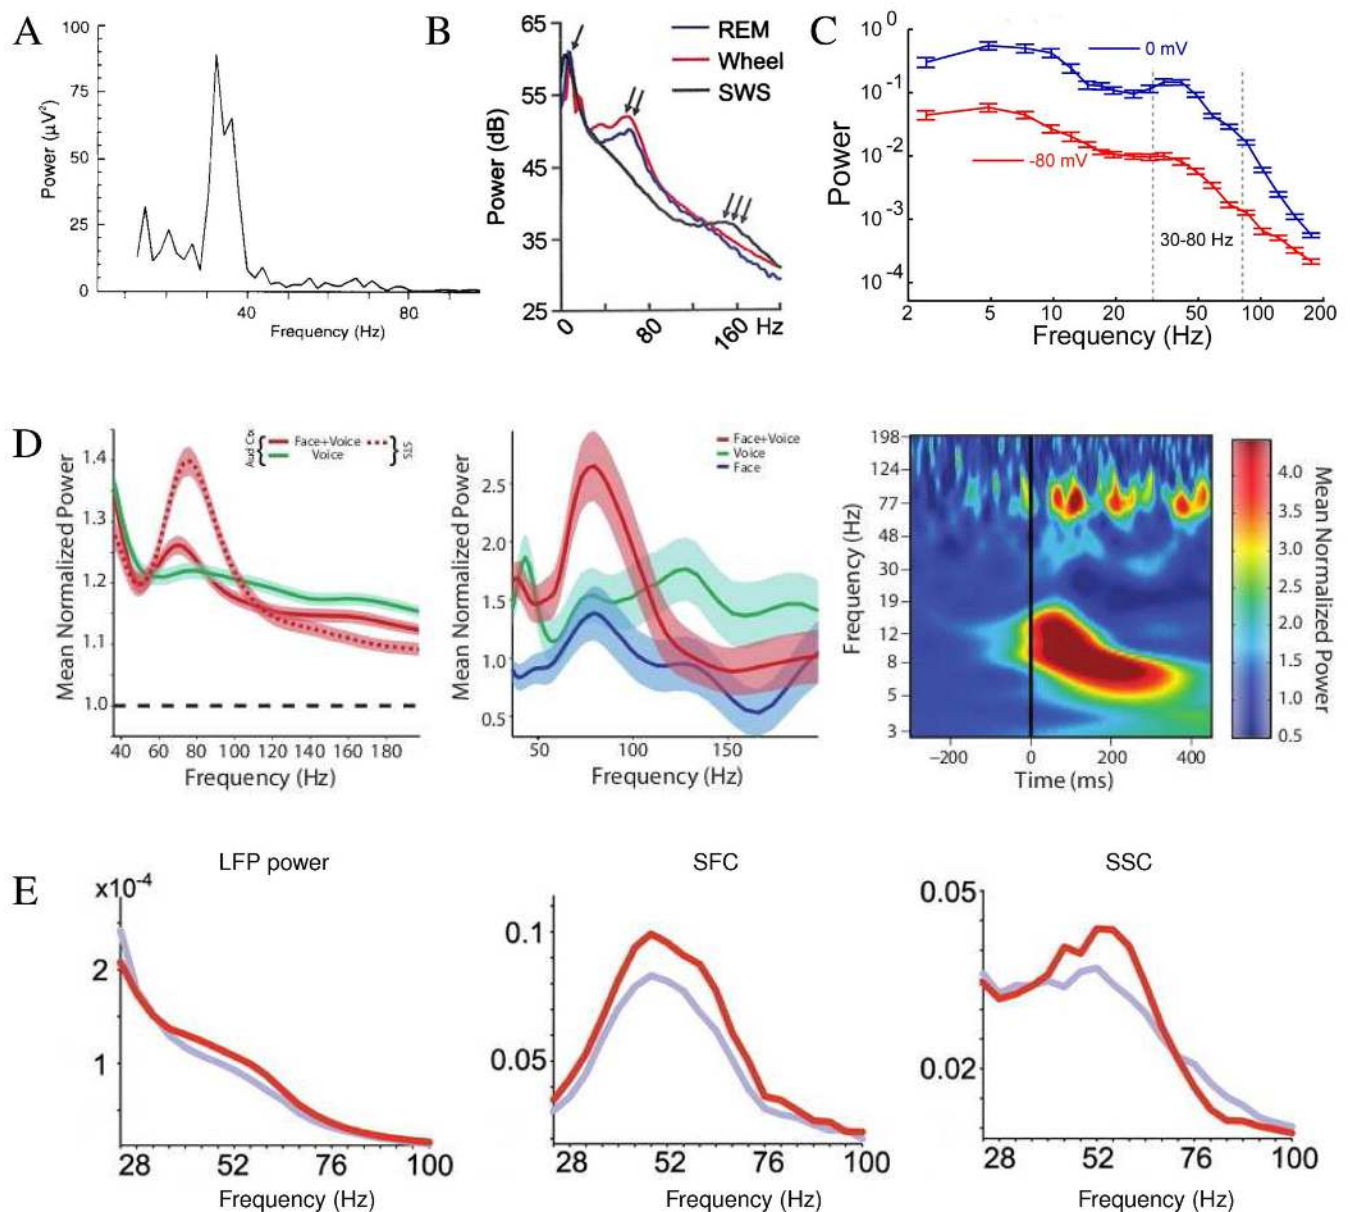 A
Power (μV²)
100
75
50
25
0
40
80
Frequency (Hz)
B
Power (dB)
65
55
45
35
25
REM
Wheel
SWS
0
80
160
Hz
C
Power
10⁰
10⁻¹
10⁻²
10⁻³
10⁻⁴
0 mV
-80 mV
30-80 Hz
2
5
10
20
50
100
200
Frequency (Hz)
D
Mean Normalized Power
1.4
1.3
1.2
1.1
1.0
Aud Cx
Face+Voice
Voice
STS
40
60
80
100
120
140
160
180
Frequency (Hz)
Mean Normalized Power
2.5
2.0
1.5
1.0
0.5
Face+Voice
Voice
Face
50
100
150
Frequency (Hz)
Frequency (Hz)
198
124
77
48
30
19
12
8
5
3
−200
0
200
400
Time (ms)
4.0
3.5
3.0
2.5
2.0
1.5
1.0
0.5
Mean Normalized Power
E
LFP power
x10⁻⁴
2
1
28
52
76
100
Frequency (Hz)
SFC
0.1
0.05
28
52
76
100
Frequency (Hz)
SSC
0.05
0.02
28
52
76
100
Frequency (Hz)